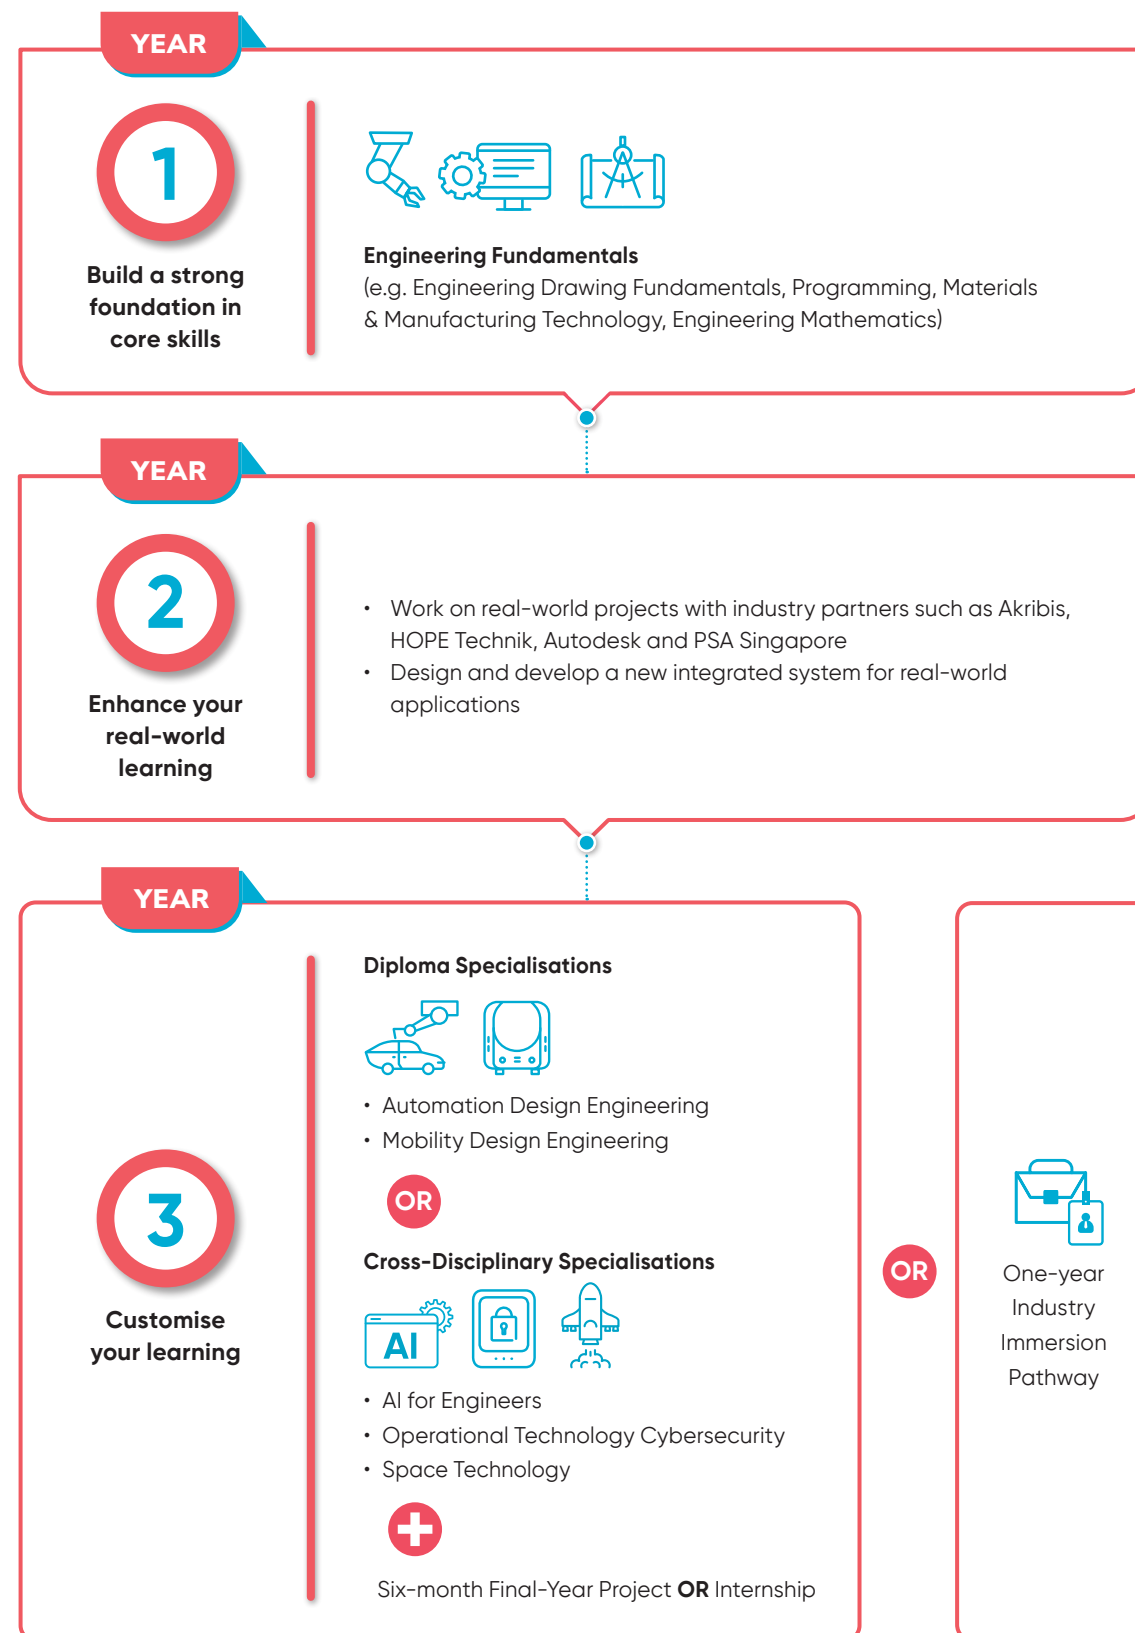 YEAR
1
Build a strong
foundation in
core skills
Engineering Fundamentals
(e.g. Engineering Drawing Fundamentals, Programming, Materials
& Manufacturing Technology, Engineering Mathematics)
YEAR
2
Enhance your
real-world
learning
• Work on real-world projects with industry partners such as Akribis,
HOPE Technik, Autodesk and PSA Singapore
• Design and develop a new integrated system for real-world
applications
YEAR
3
Customise
your learning
Diploma Specialisations
• Automation Design Engineering
• Mobility Design Engineering
OR
Cross-Disciplinary Specialisations
AI
• AI for Engineers
• Operational Technology Cybersecurity
• Space Technology
Six-month Final-Year Project OR Internship
OR
One-year
Industry
Immersion
Pathway